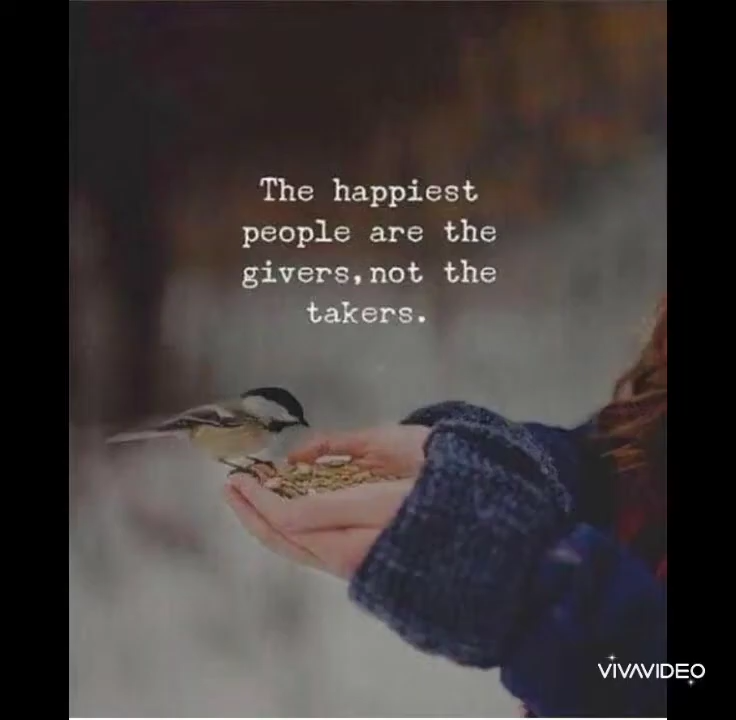 The happiest
people are the
givers,not the
takers.
VIVAVIDEO